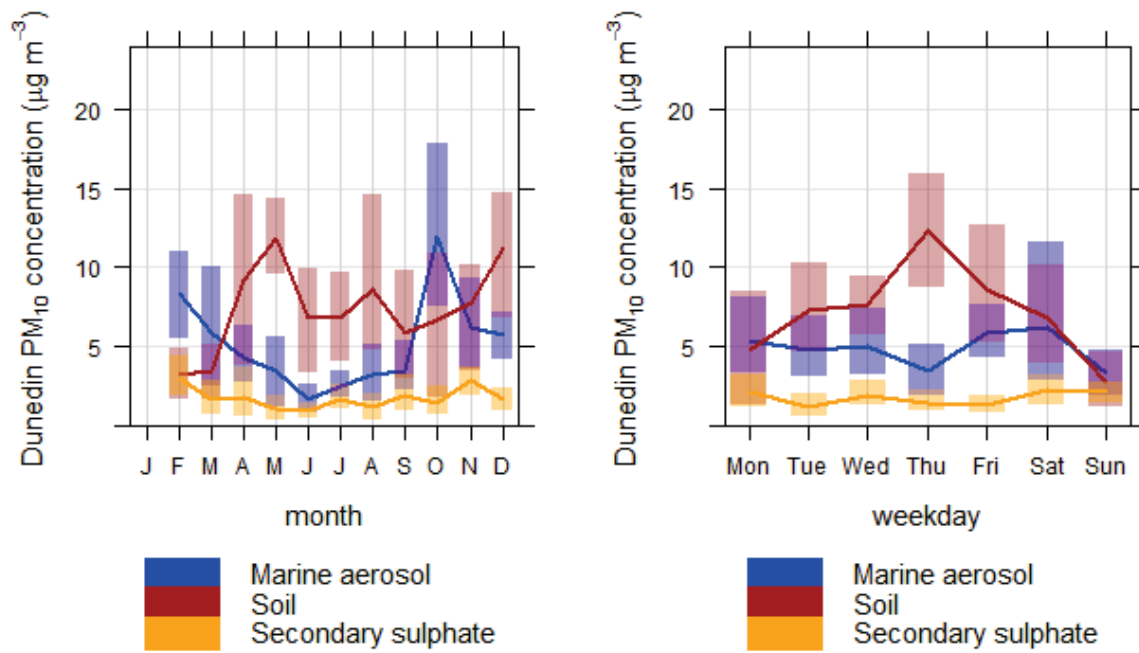 Dunedin PM10 concentration (µg m−3)
20
15
10
5
J F M A M J J A S O N D
month
Marine aerosol
Soil
Secondary sulphate
Dunedin PM10 concentration (µg m−3)
20
15
10
5
Mon Tue Wed Thu Fri Sat Sun
weekday
Marine aerosol
Soil
Secondary sulphate